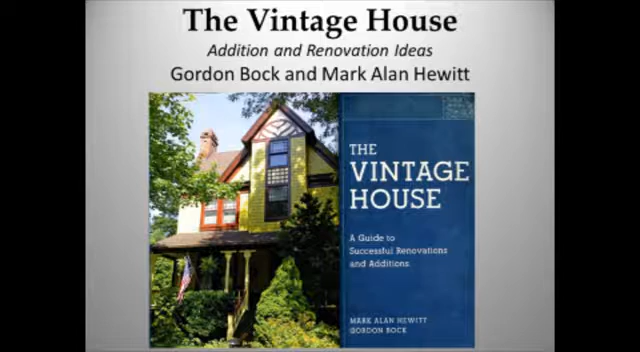 The Vintage House
Addition and Renovation Ideas
Gordon Bock and Mark Alan Hewitt
THE
VINTAGE
HOUSE
A Guide to
Successful Renovations
and Additions.
MARK ALAN HEWITT
GORDON BOCK